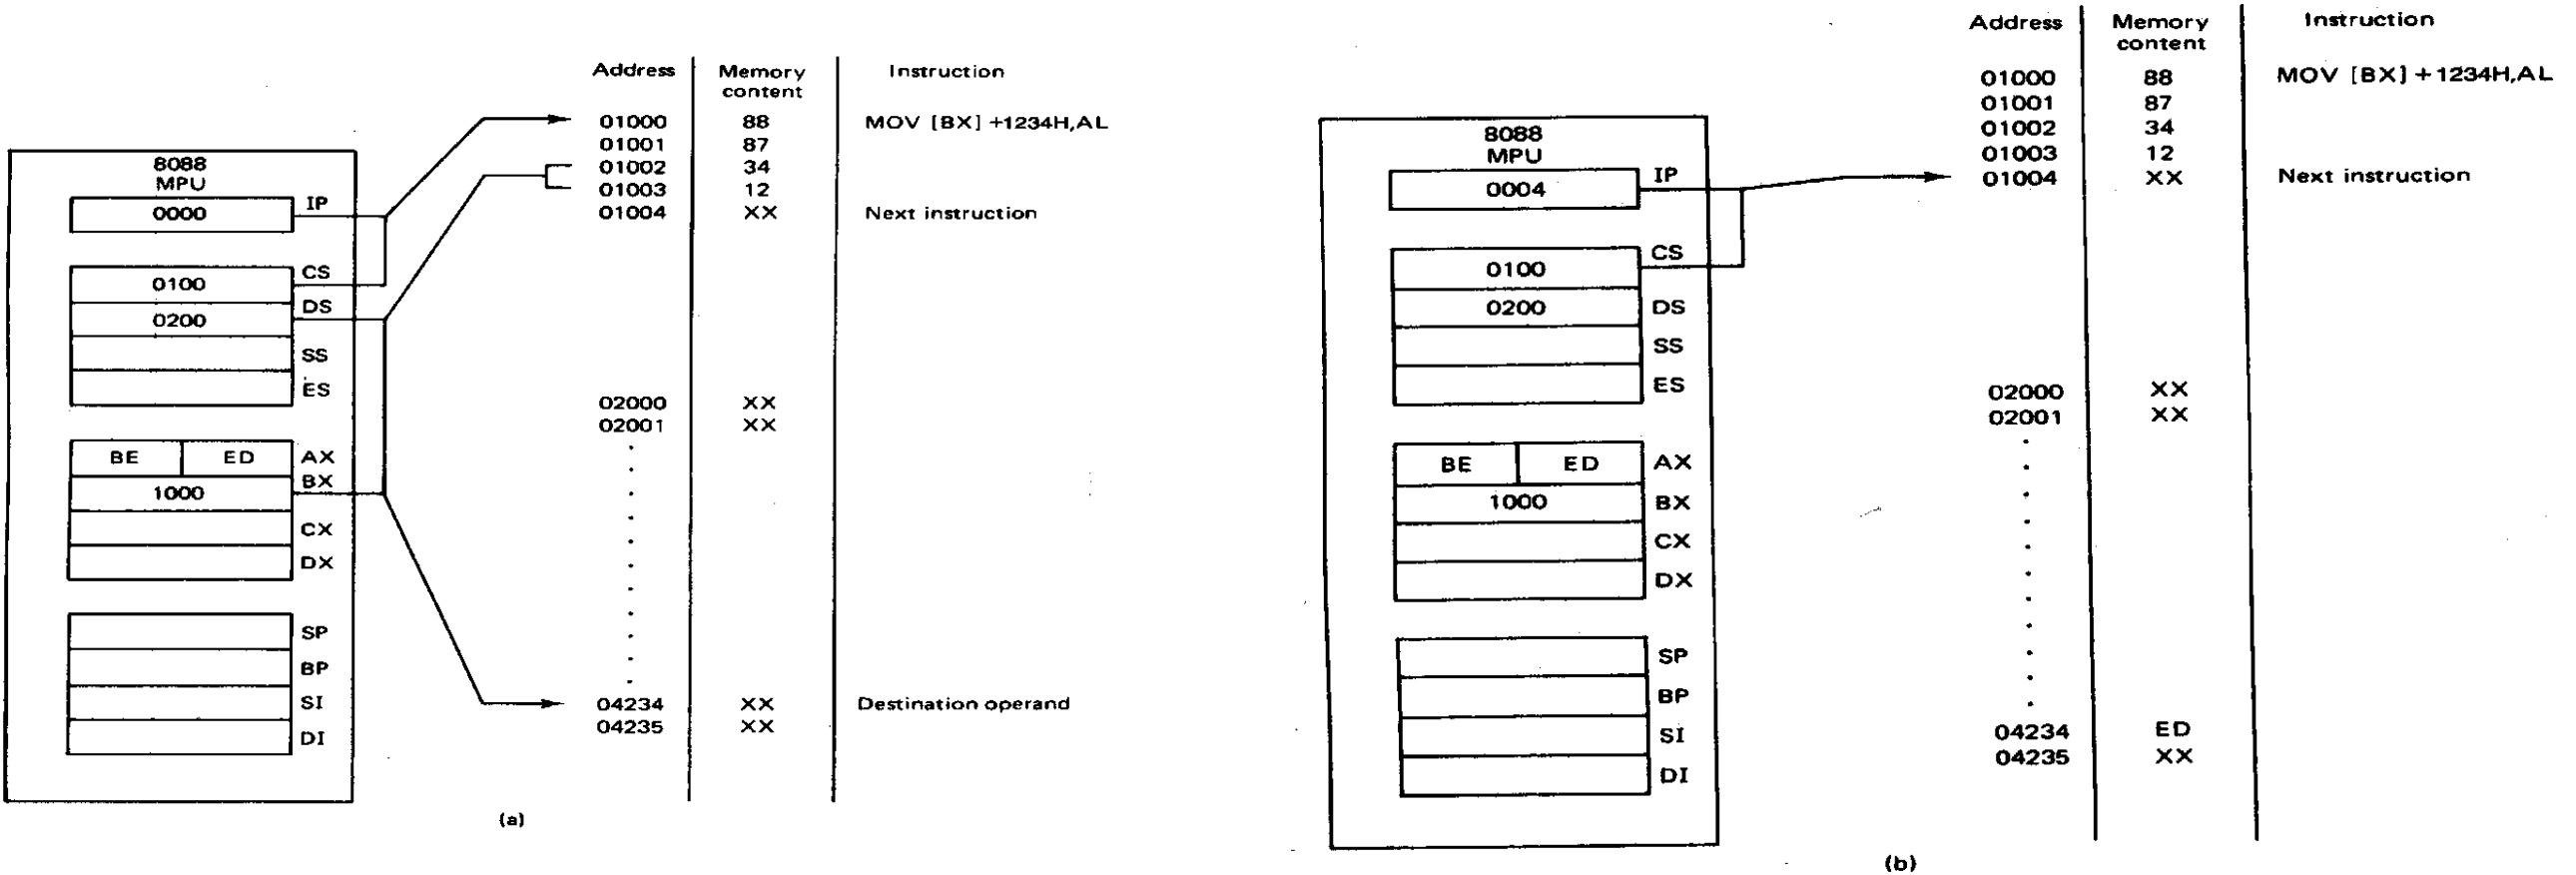 Address Memory content Instruction
01000 88 MOV [BX] +1234H,AL
01001 87
01002 34
01003 12
01004 XX Next instruction
02000 XX
02001 XX
04234 XX Destination operand
04235 XX
8088
MPU
0000 IP
0100 CS
0200 DS
SS
ES
BE ED AX
1000 BX
CX
DX
SP
BP
SI
DI
(a)
Address Memory content Instruction
01000 88 MOV [BX] +1234H,AL
01001 87
01002 34
01003 12
01004 XX Next instruction
02000 XX
02001 XX
04234 ED
04235 XX
8088
MPU
0004 IP
0100 CS
0200 DS
SS
ES
BE ED AX
1000 BX
CX
DX
SP
BP
SI
DI
(b)